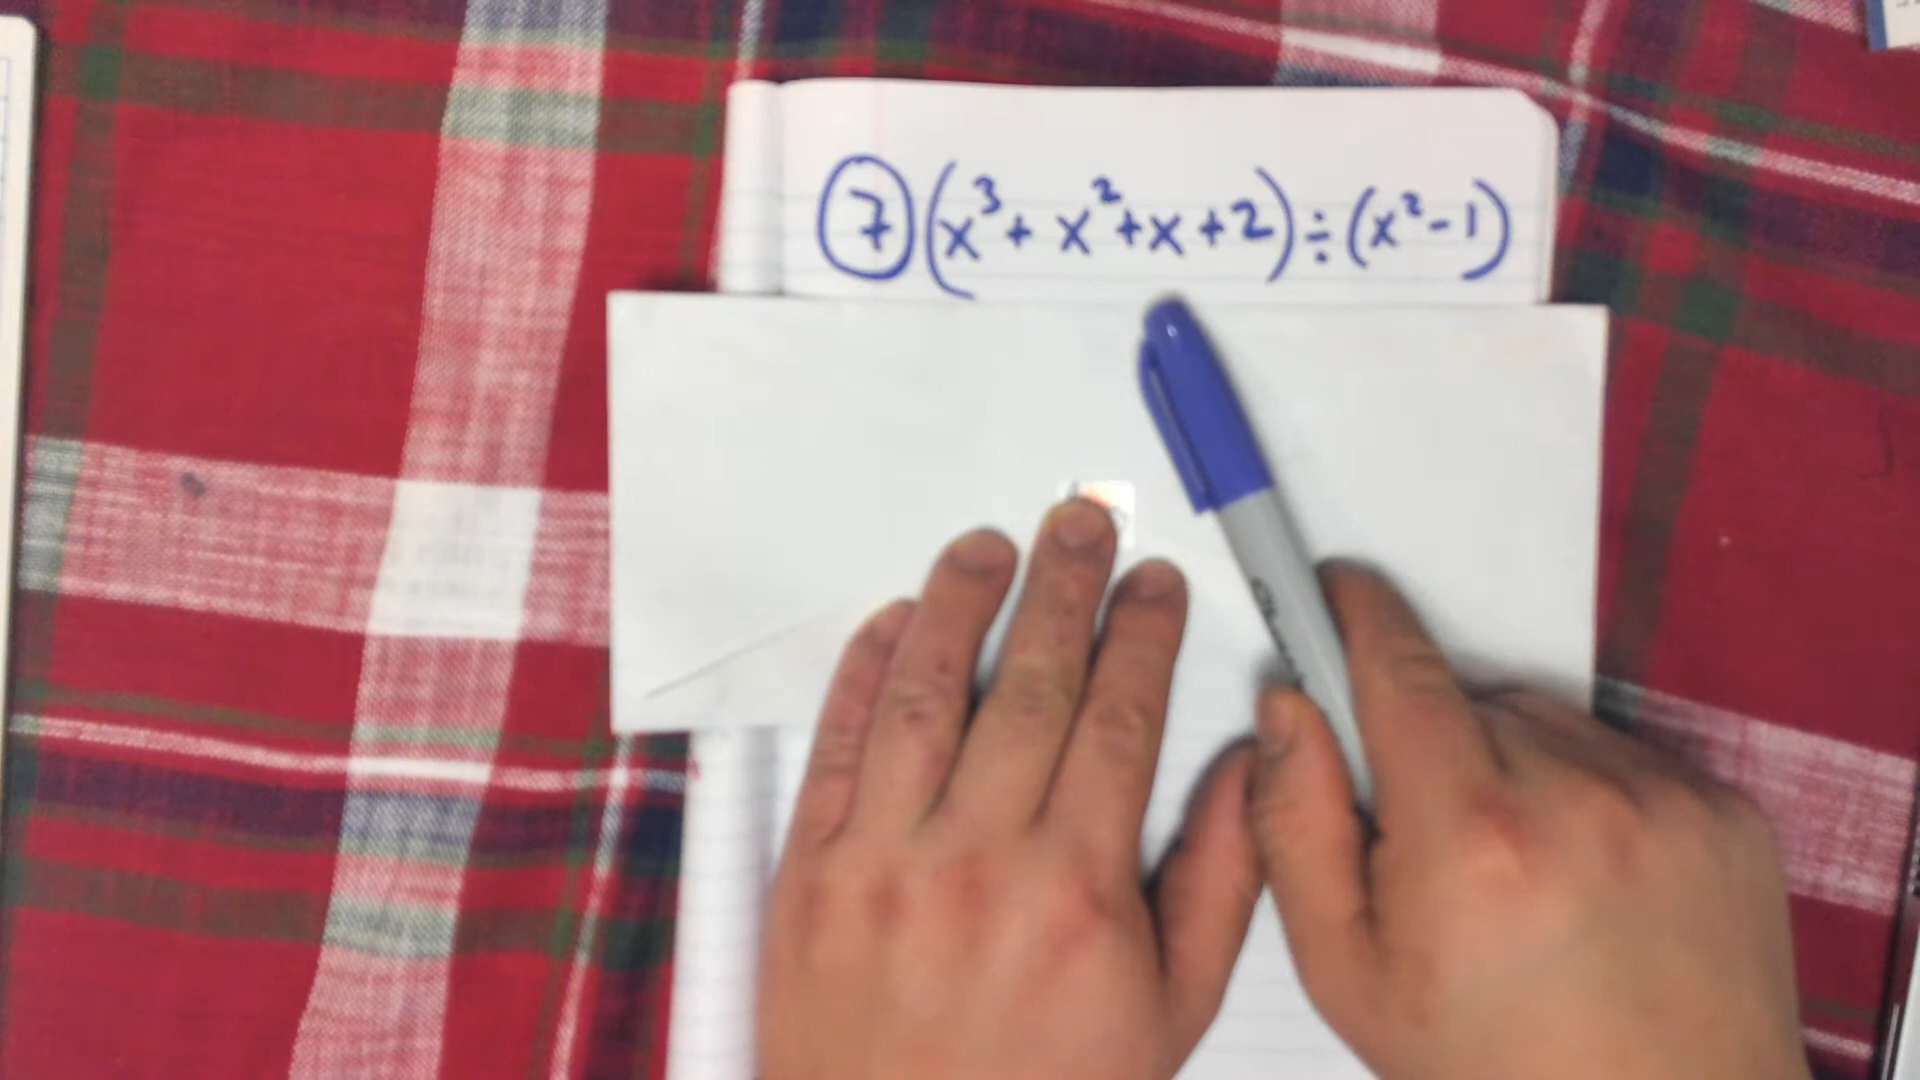 ⑦ (x³ + x² + x + 2) ÷ (x² - 1)